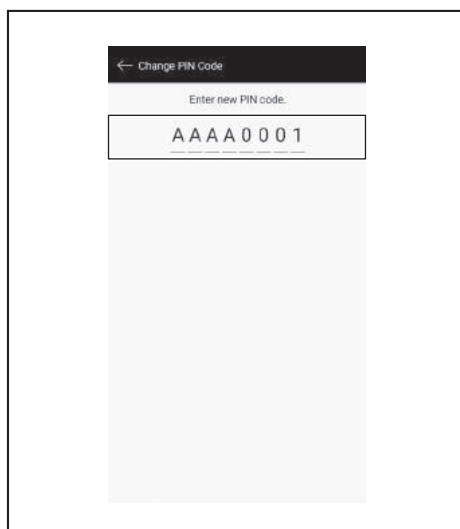 ← Change PIN Code
Enter new PIN code.
AAAA0001